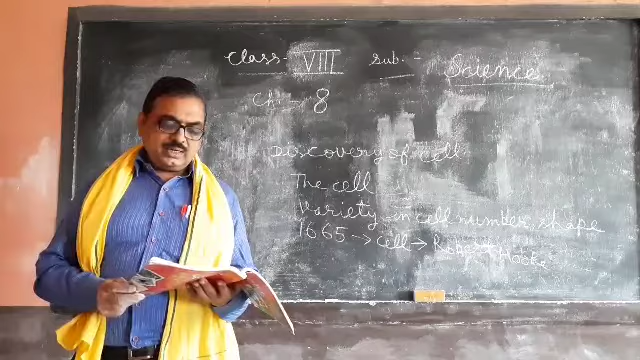 Class- VIII Sub.- Science
Ch.- 8
Discovery of cell
The cell
Variety in cell number, shape
1665 → cell → Robert Hooke